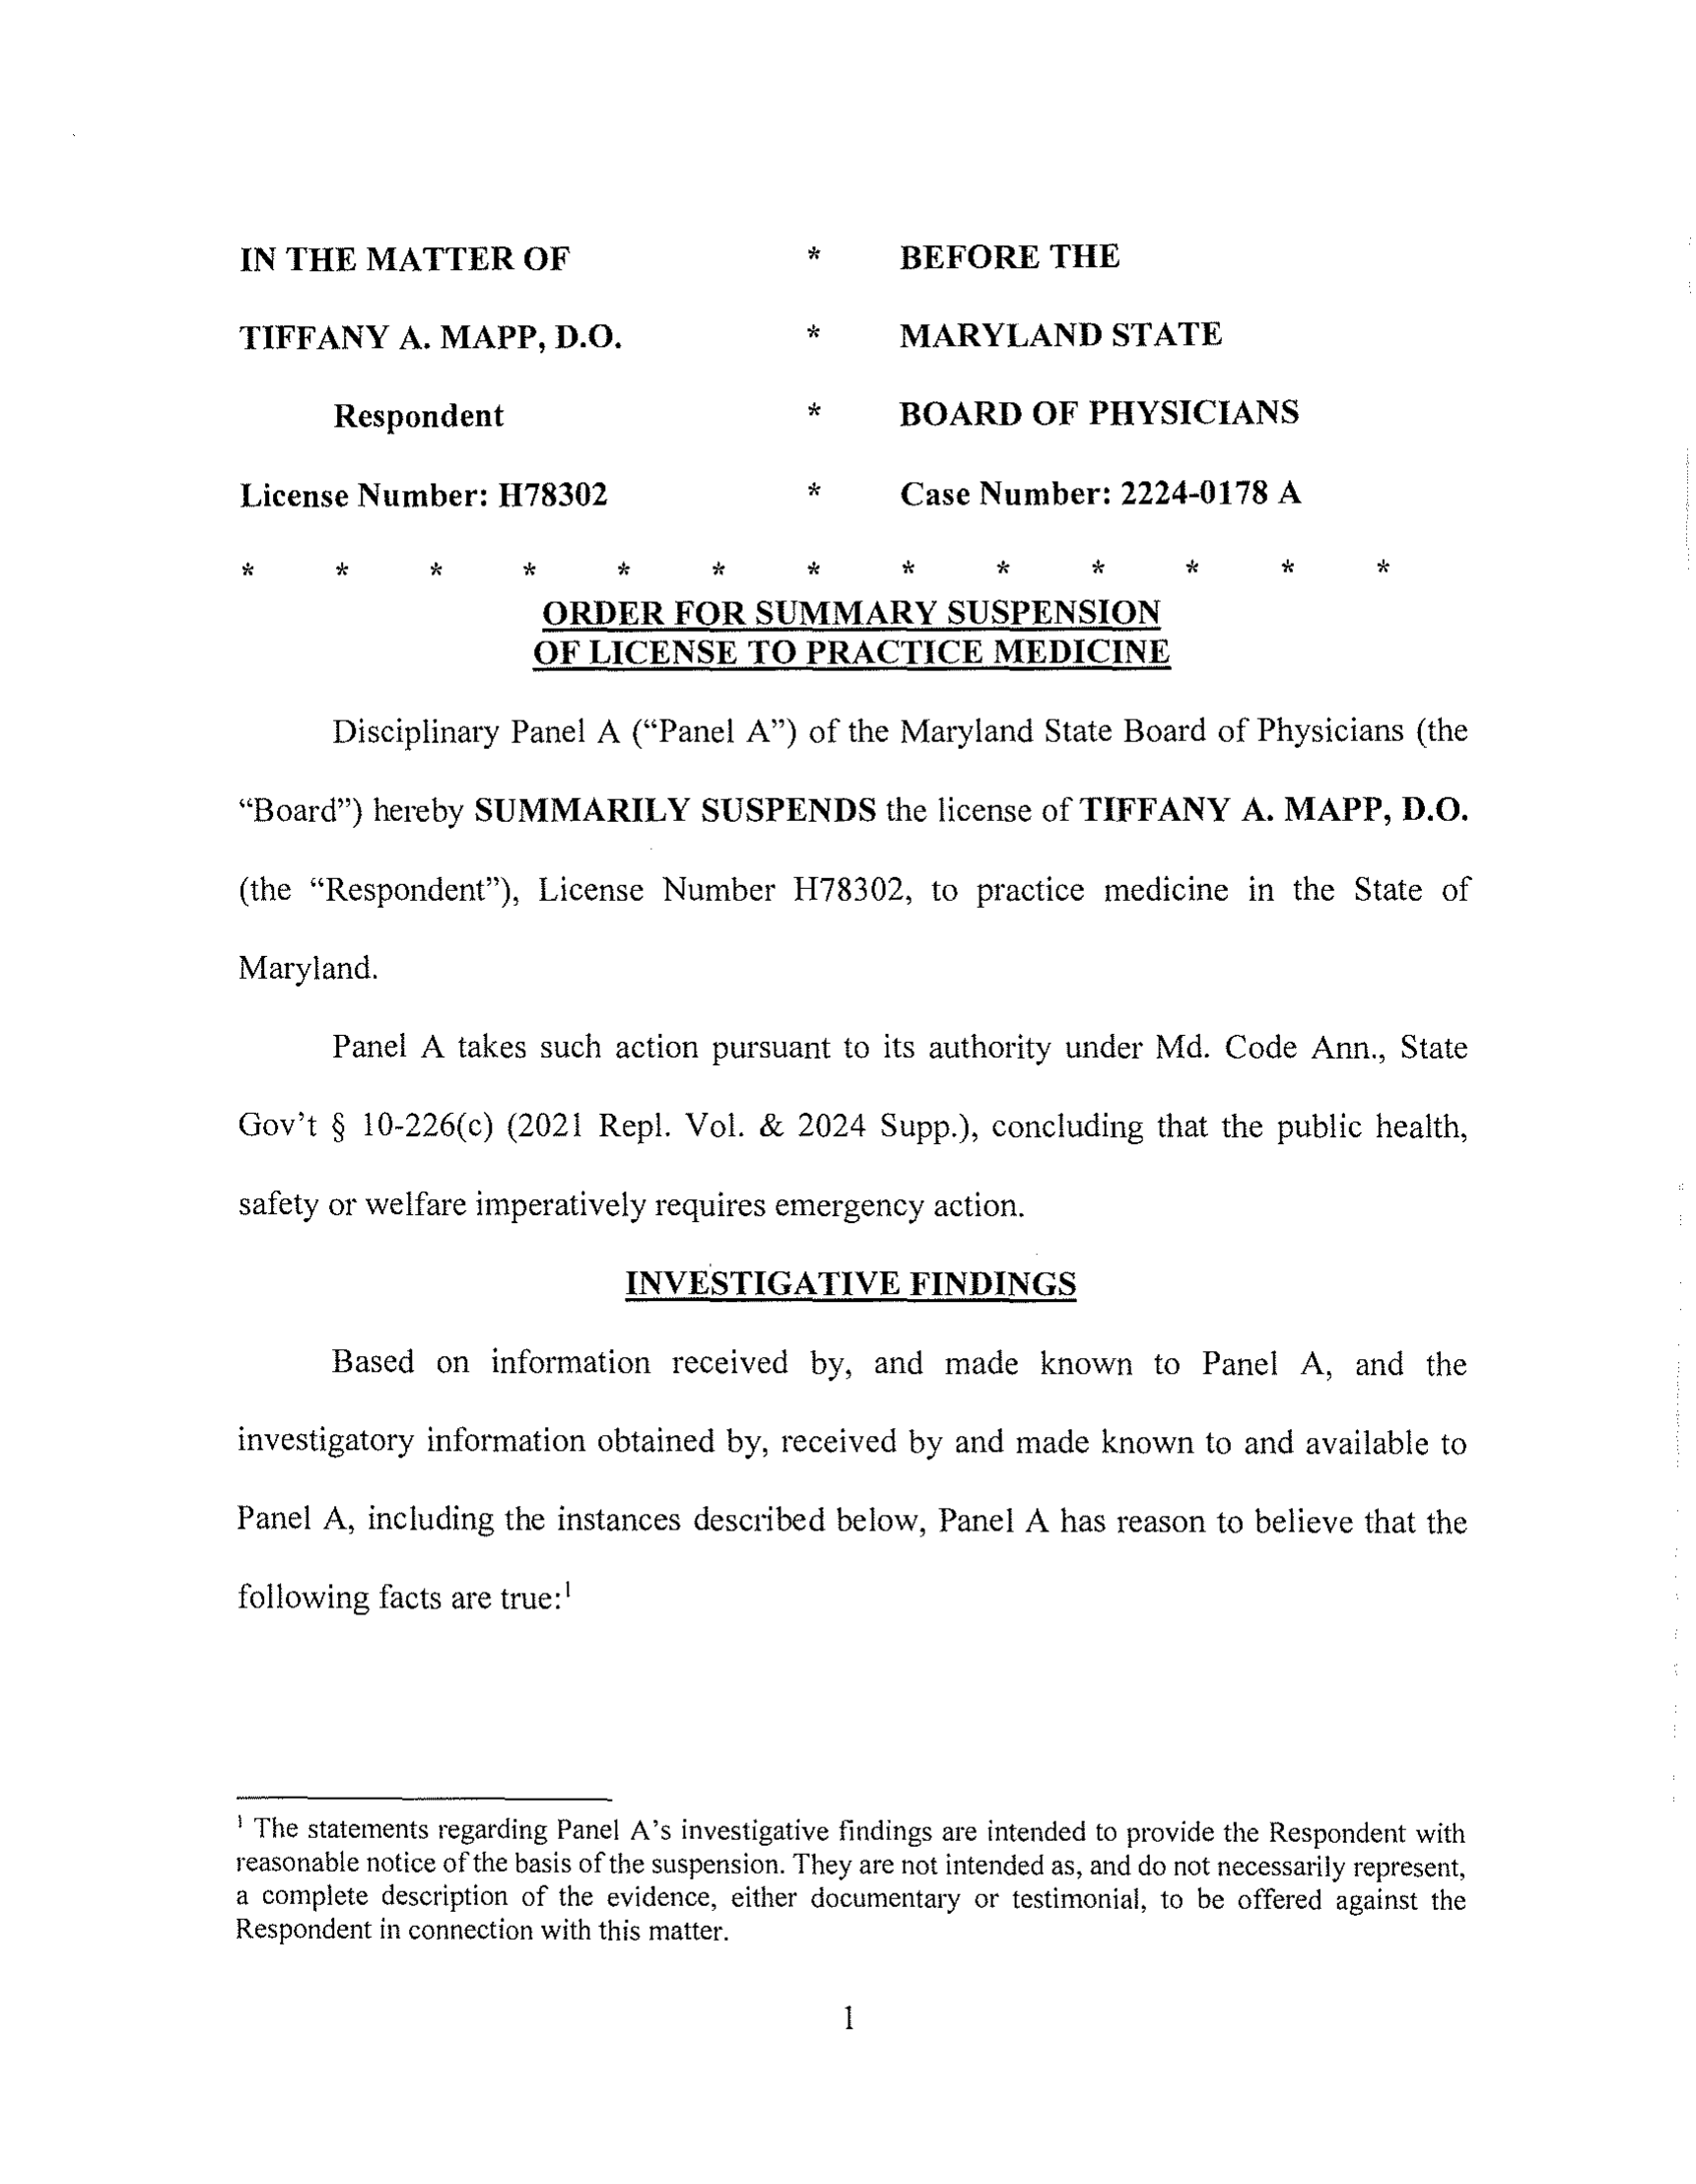 IN THE MATTER OF * BEFORE THE
TIFFANY A. MAPP, D.O. * MARYLAND STATE
Respondent * BOARD OF PHYSICIANS
License Number: H78302 * Case Number: 2224-0178 A
* * * * * * * * * * * * *
ORDER FOR SUMMARY SUSPENSION
OF LICENSE TO PRACTICE MEDICINE
Disciplinary Panel A (“Panel A”) of the Maryland State Board of Physicians (the
“Board”) hereby SUMMARILY SUSPENDS the license of TIFFANY A. MAPP, D.O.
(the “Respondent”), License Number H78302, to practice medicine in the State of
Maryland.
Panel A takes such action pursuant to its authority under Md. Code Ann., State
Gov’t § 10-226(c) (2021 Repl. Vol. & 2024 Supp.), concluding that the public health,
safety or welfare imperatively requires emergency action.
INVESTIGATIVE FINDINGS
Based on information received by, and made known to Panel A, and the
investigatory information obtained by, received by and made known to and available to
Panel A, including the instances described below, Panel A has reason to believe that the
following facts are true:¹
¹ The statements regarding Panel A’s investigative findings are intended to provide the Respondent with
reasonable notice of the basis of the suspension. They are not intended as, and do not necessarily represent,
a complete description of the evidence, either documentary or testimonial, to be offered against the
Respondent in connection with this matter.
1